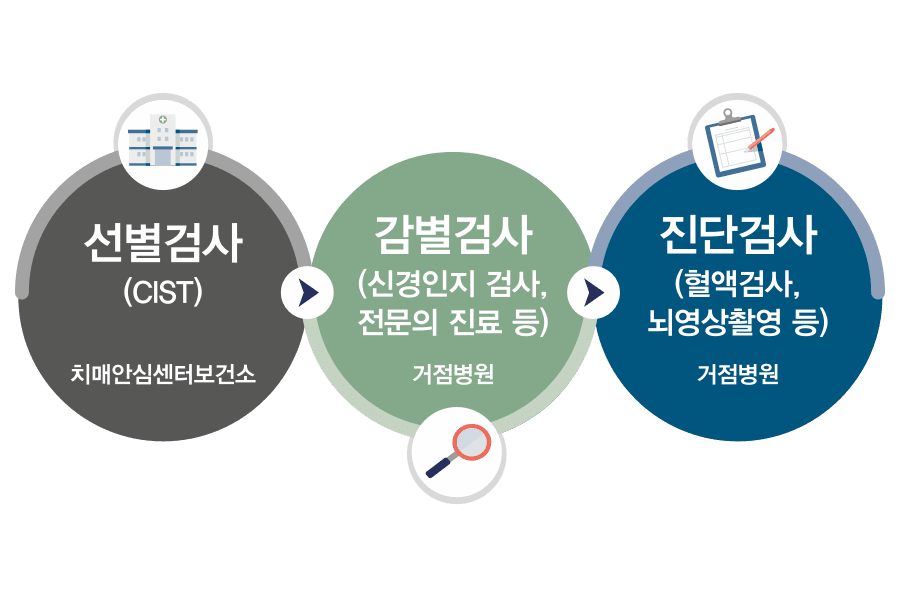 선별검사
(CIST)
치매안심센터보건소
감별검사
(신경인지 검사,
전문의 진료 등)
거점병원
진단검사
(혈액검사,
뇌영상촬영 등)
거점병원